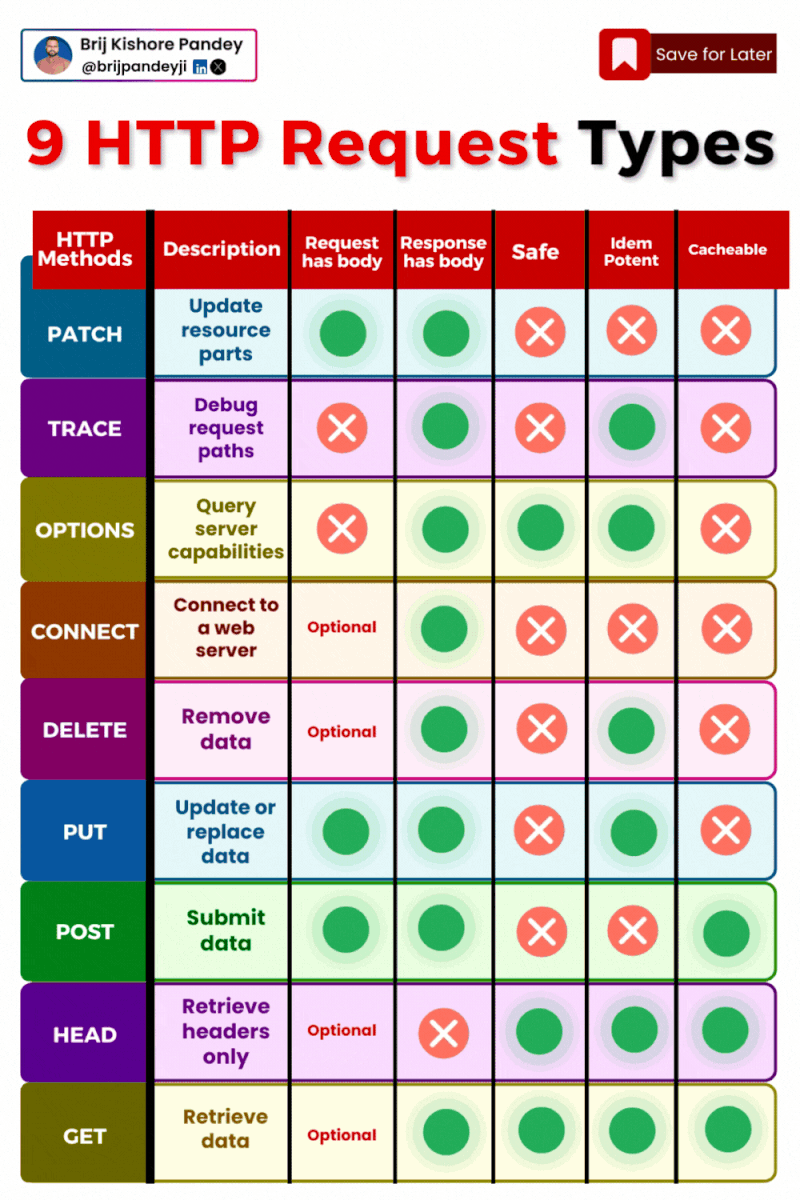 Brij Kishore Pandey
@brijpandeyji in X
Save for Later
9 HTTP Request Types
HTTP
Methods
Description
Request
has body
Response
has body
Safe
Idem
Potent
Cacheable
PATCH
Update
resource
parts
TRACE
Debug
request
paths
OPTIONS
Query
server
capabilities
CONNECT
Connect to
a web
server
Optional
DELETE
Remove
data
Optional
PUT
Update or
replace
data
POST
Submit
data
HEAD
Retrieve
headers
only
Optional
GET
Retrieve
data
Optional